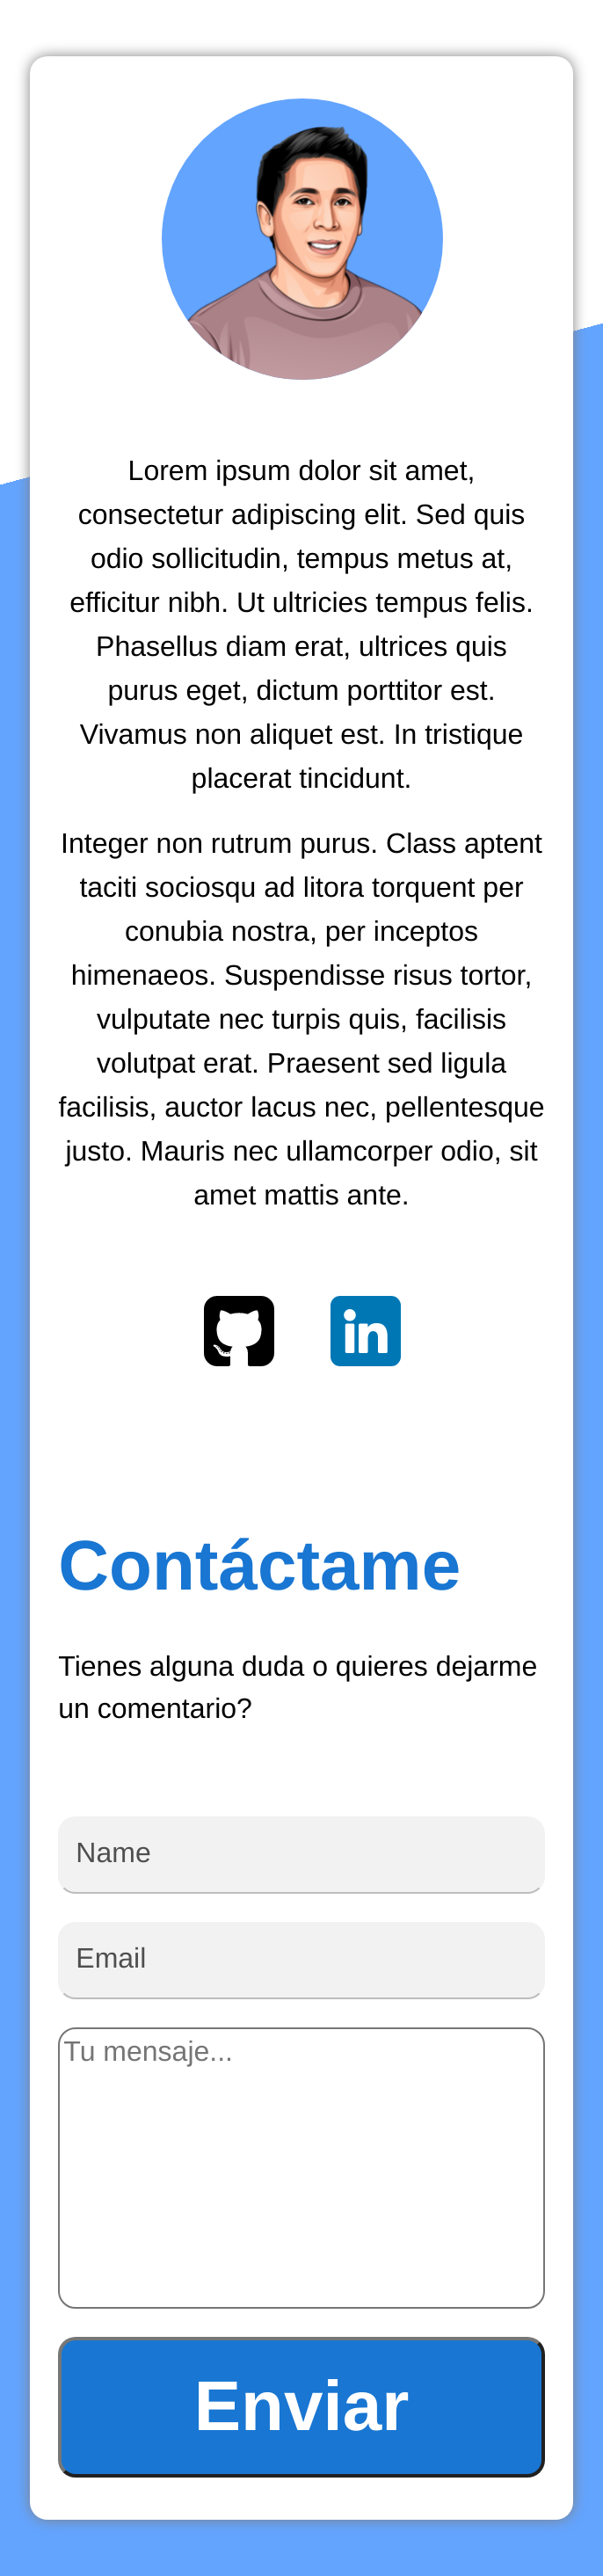 Lorem ipsum dolor sit amet,
consectetur adipiscing elit. Sed quis
odio sollicitudin, tempus metus at,
efficitur nibh. Ut ultricies tempus felis.
Phasellus diam erat, ultrices quis
purus eget, dictum porttitor est.
Vivamus non aliquet est. In tristique
placerat tincidunt.
Integer non rutrum purus. Class aptent
taciti sociosqu ad litora torquent per
conubia nostra, per inceptos
himenaeos. Suspendisse risus tortor,
vulputate nec turpis quis, facilisis
volutpat erat. Praesent sed ligula
facilisis, auctor lacus nec, pellentesque
justo. Mauris nec ullamcorper odio, sit
amet mattis ante.
in
Contáctame
Tienes alguna duda o quieres dejarme
un comentario?
Name
Email
Tu mensaje...
Enviar